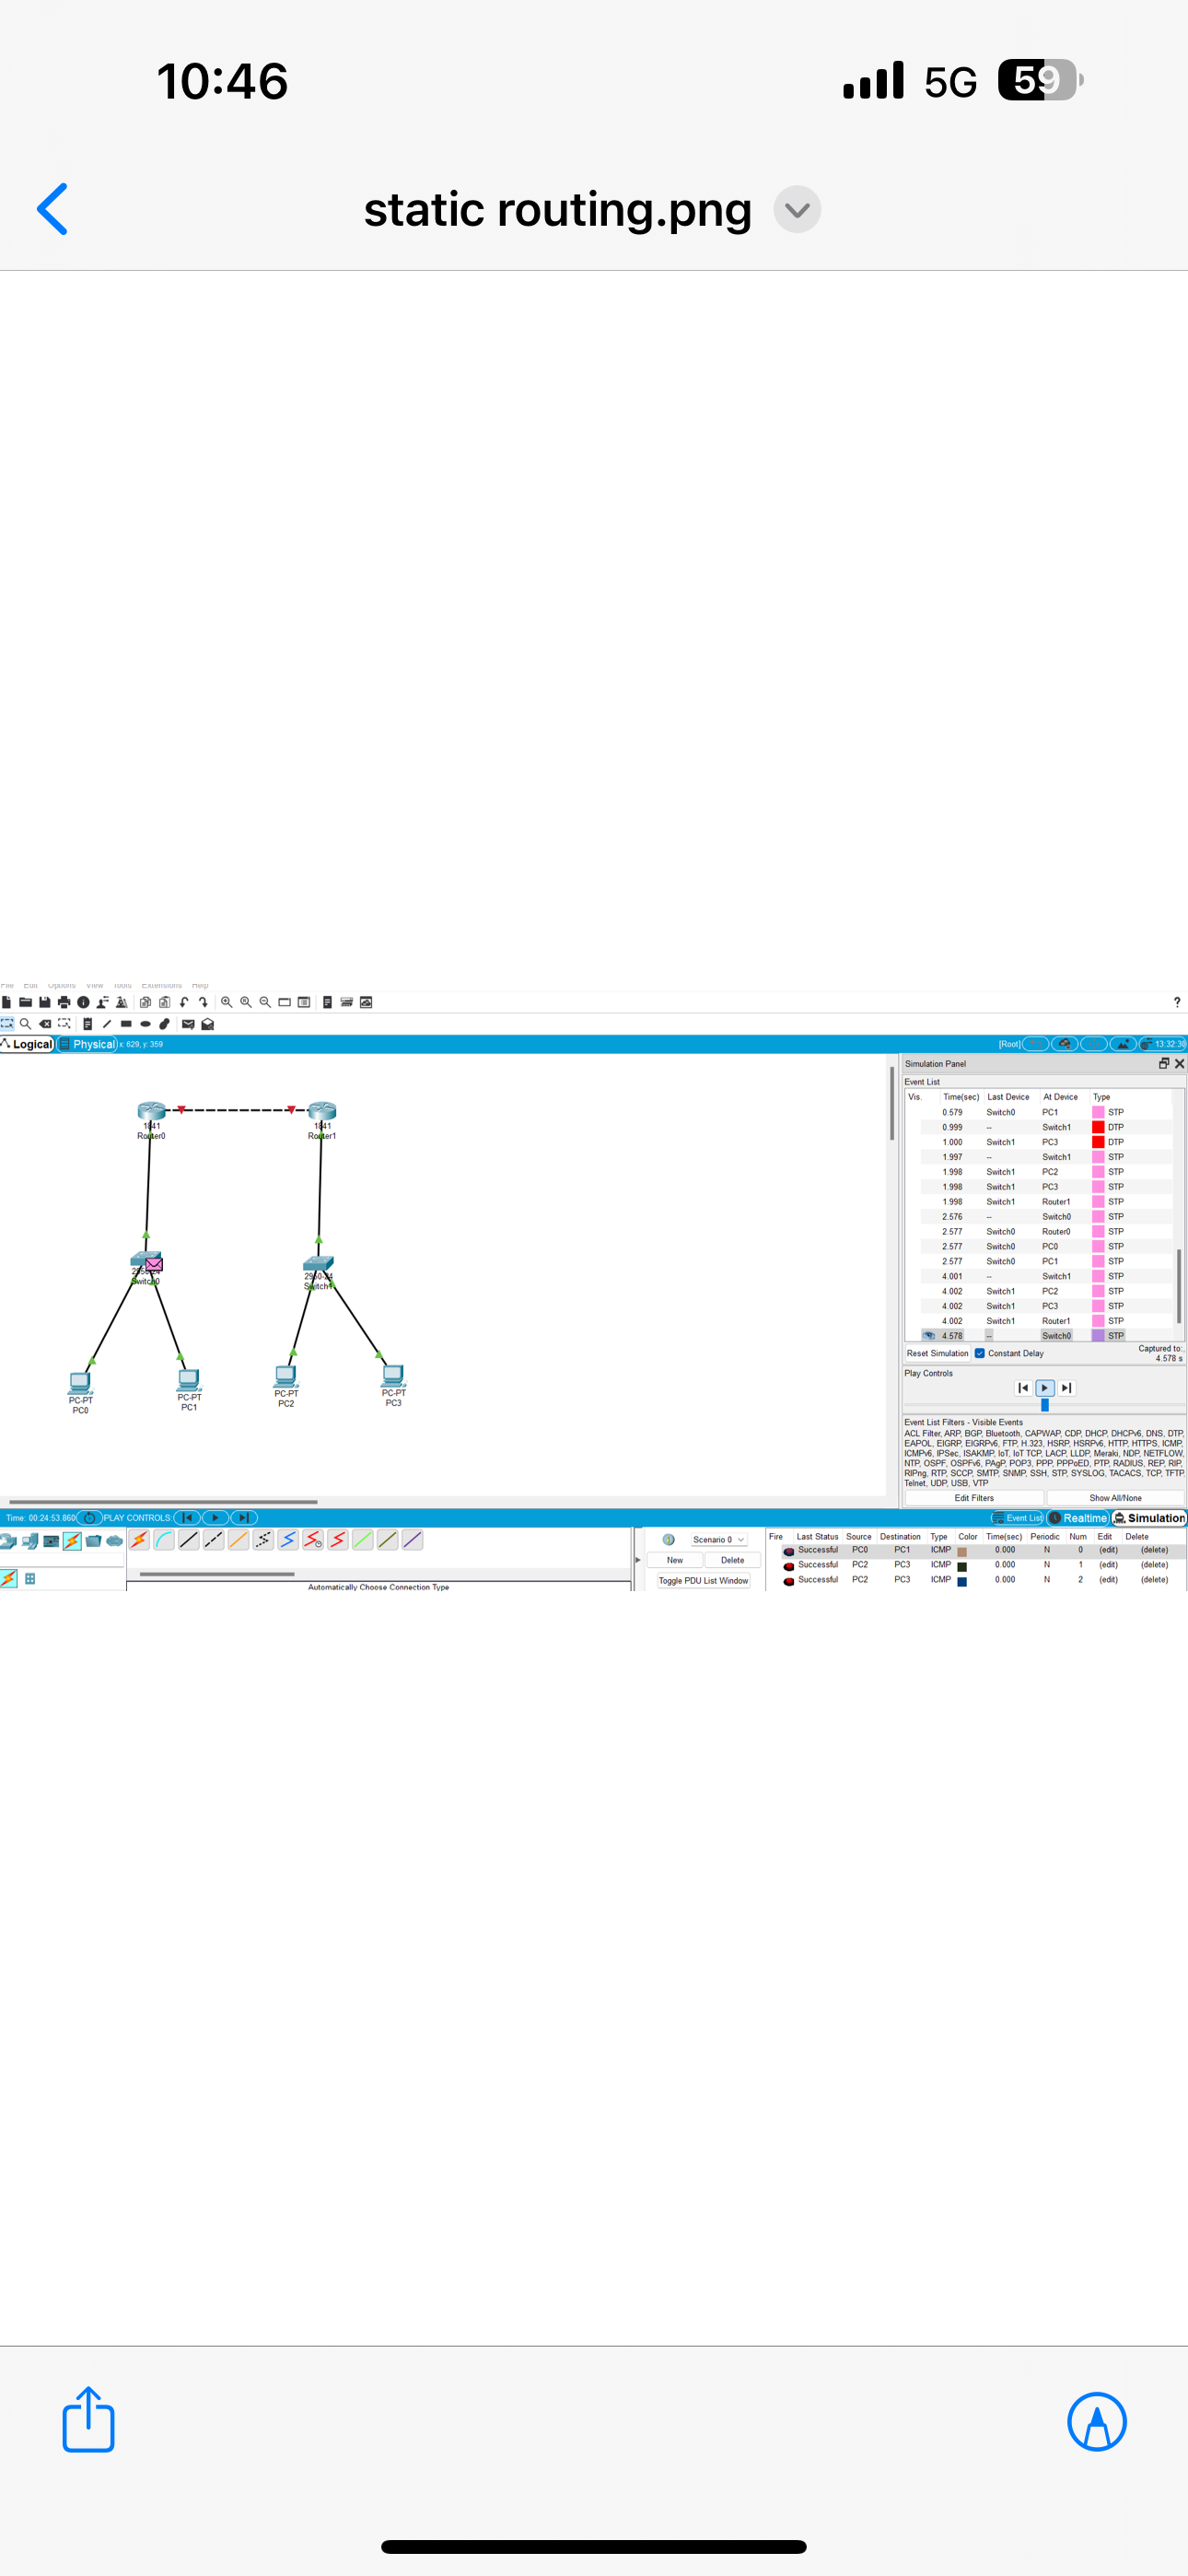 10:46
5G 59
static routing.png
File Edit Options View Tools Extensions Help
?
Logical Physical x: 629, y: 359 [Root] 13:32:30
Simulation Panel
Event List
Vis. Time(sec) Last Device At Device Type
0.579 Switch0 PC1 STP
0.999 -- Switch1 DTP
1.000 Switch1 PC3 DTP
1.997 -- Switch1 STP
1.998 Switch1 PC2 STP
1.998 Switch1 PC3 STP
1.998 Switch1 Router1 STP
2.576 -- Switch0 STP
2.577 Switch0 Router0 STP
2.577 Switch0 PC0 STP
2.577 Switch0 PC1 STP
4.001 -- Switch1 STP
4.002 Switch1 PC2 STP
4.002 Switch1 PC3 STP
4.002 Switch1 Router1 STP
4.578 -- Switch0 STP
Reset Simulation Constant Delay Captured to:
4.578 s
Play Controls
Event List Filters - Visible Events
ACL Filter, ARP, BGP, Bluetooth, CAPWAP, CDP, DHCP, DHCPv6, DNS, DTP,
EAPOL, EIGRP, EIGRPv6, FTP, H.323, HSRP, HSRPv6, HTTP, HTTPS, ICMP,
ICMPv6, IPSec, ISAKMP, IoT, IoT TCP, LACP, LLDP, Meraki, NDP, NETFLOW,
NTP, OSPF, OSPFv6, PAgP, POP3, PPP, PPPoED, PTP, RADIUS, REP, RIP,
RIPng, RTP, SCCP, SMTP, SNMP, SSH, STP, SYSLOG, TACACS, TCP, TFTP,
Telnet, UDP, USB, VTP
Edit Filters Show All/None
1841
Router0
1841
Router1
2950-24
Switch0
2950-24
Switch1
PC-PT
PC0
PC-PT
PC1
PC-PT
PC2
PC-PT
PC3
Time: 00:24:53.860 PLAY CONTROLS: Event List Realtime Simulation
Scenario 0
New Delete
Toggle PDU List Window
Automatically Choose Connection Type
Fire Last Status Source Destination Type Color Time(sec) Periodic Num Edit Delete
Successful PC0 PC1 ICMP 0.000 N 0 (edit) (delete)
Successful PC2 PC3 ICMP 0.000 N 1 (edit) (delete)
Successful PC2 PC3 ICMP 0.000 N 2 (edit) (delete)